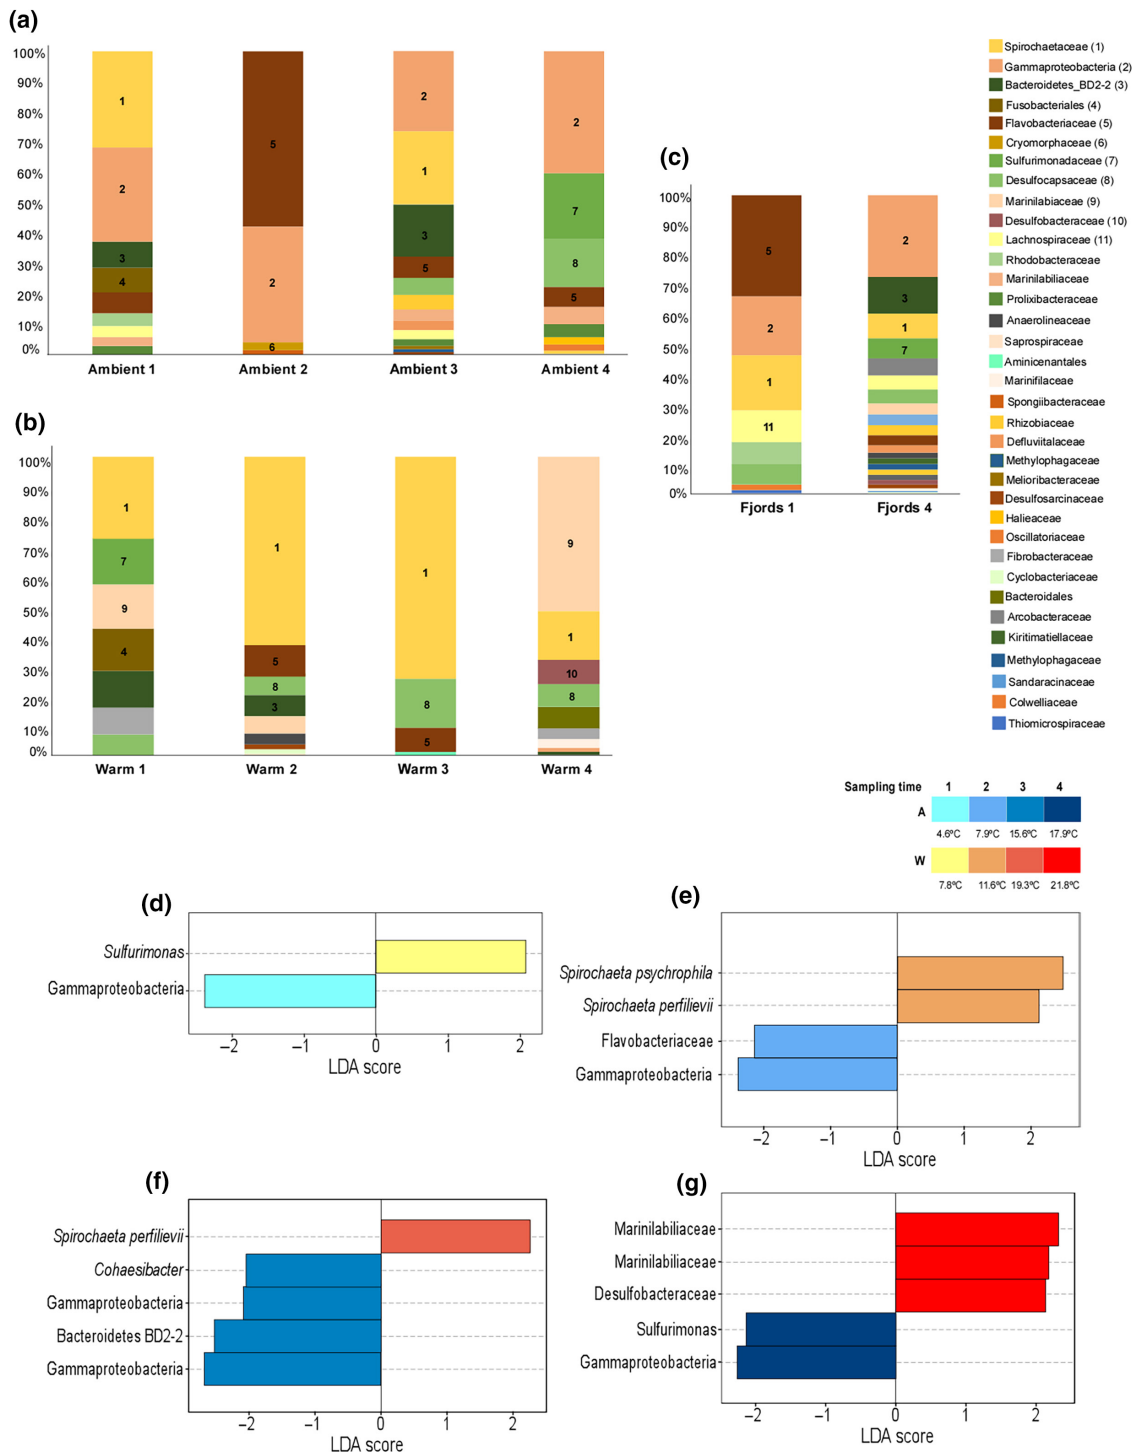 (a)
100%
90%
80%
70%
60%
50%
40%
30%
20%
10%
0%
1
2
3
4
5
2
6
2
1
3
5
2
7
8
5
Ambient 1 Ambient 2 Ambient 3 Ambient 4
(b)
100%
90%
80%
70%
60%
50%
40%
30%
20%
10%
0%
1
7
9
4
1
5
8
3
1
8
5
9
1
10
8
Warm 1 Warm 2 Warm 3 Warm 4
(c)
100%
90%
80%
70%
60%
50%
40%
30%
20%
10%
0%
5
2
1
11
2
3
1
7
Fjords 1 Fjords 4
Spirochaetaceae (1)
Gammaproteobacteria (2)
Bacteroidetes_BD2-2 (3)
Fusobacteriales (4)
Flavobacteriaceae (5)
Cryomorphaceae (6)
Sulfurimonadaceae (7)
Desulfocapsaceae (8)
Marinilabiaceae (9)
Desulfobacteraceae (10)
Lachnospiraceae (11)
Rhodobacteraceae
Marinilabiliaceae
Prolixibacteraceae
Anaerolineaceae
Saprospiraceae
Aminicenantales
Marinifilaceae
Spongiibacteraceae
Rhizobiaceae
Defluviitalaceae
Methylophagaceae
Melioribacteraceae
Desulfosarcinaceae
Halieaceae
Oscillatoriaceae
Fibrobacteraceae
Cyclobacteriaceae
Bacteroidales
Arcobacteraceae
Kiritimatiellaceae
Methylophagaceae
Sandaracinaceae
Colwelliaceae
Thiomicrospiraceae
Sampling time 1 2 3 4
A
4.6ºC 7.9ºC 15.6ºC 17.9ºC
W
7.8ºC 11.6ºC 19.3ºC 21.8ºC
(d)
Sulfurimonas
Gammaproteobacteria
−2 −1 0 1 2
LDA score
(e)
Spirochaeta psychrophila
Spirochaeta perfilievii
Flavobacteriaceae
Gammaproteobacteria
−2 −1 0 1 2
LDA score
(f)
Spirochaeta perfilievii
Cohaesibacter
Gammaproteobacteria
Bacteroidetes BD2-2
Gammaproteobacteria
−2 −1 0 1 2
LDA score
(g)
Marinilabiliaceae
Marinilabiliaceae
Desulfobacteraceae
Sulfurimonas
Gammaproteobacteria
−2 −1 0 1 2
LDA score